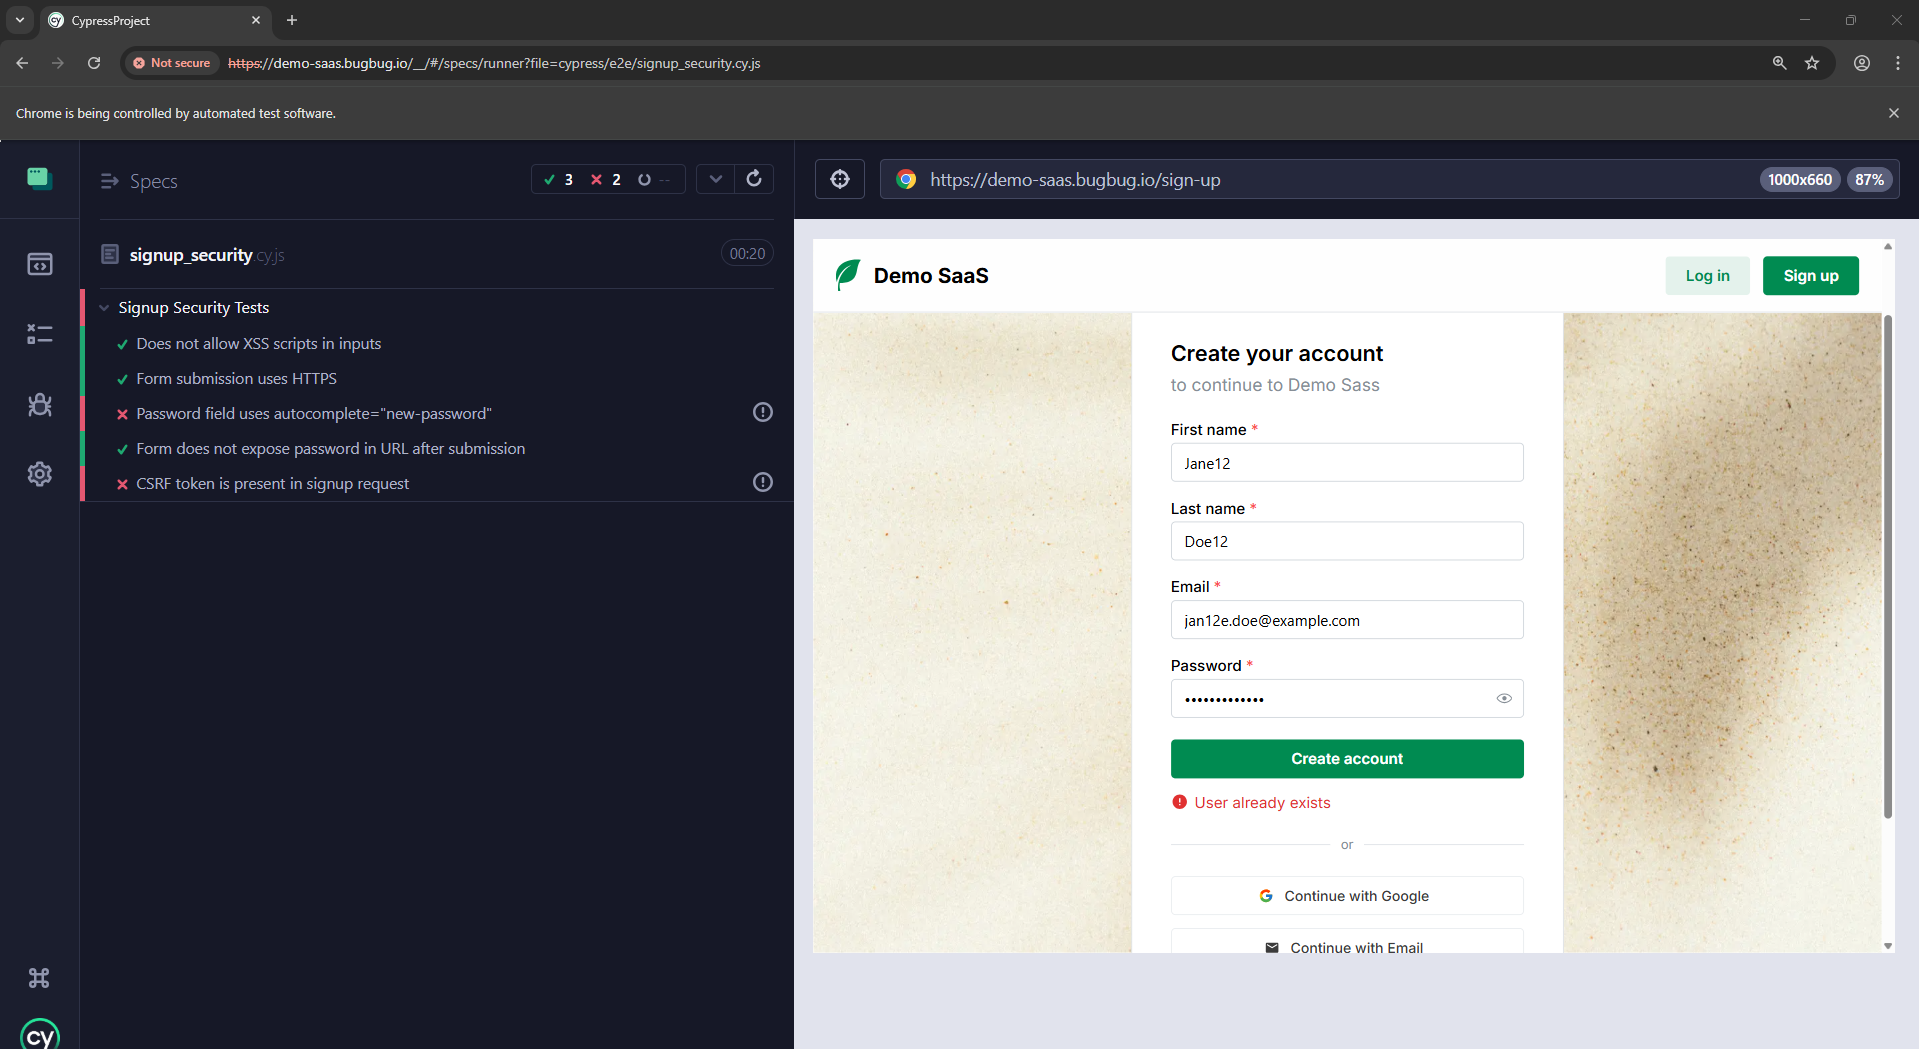 CypressProject
Not secure
https://demo-saas.bugbug.io/__/#/specs/runner?file=cypress/e2e/signup_security.cy.js
Chrome is being controlled by automated test software.
Specs
3 2 --
https://demo-saas.bugbug.io/sign-up
1000x660
87%
signup_security.cy.js
00:20
Signup Security Tests
Does not allow XSS scripts in inputs
Form submission uses HTTPS
Password field uses autocomplete="new-password"
Form does not expose password in URL after submission
CSRF token is present in signup request
cy
Demo SaaS
Log in
Sign up
Create your account
to continue to Demo Sass
First name *
Jane12
Last name *
Doe12
Email *
jan12e.doe@example.com
Password *
•••••••••••••
Create account
User already exists
or
Continue with Google
Continue with Email